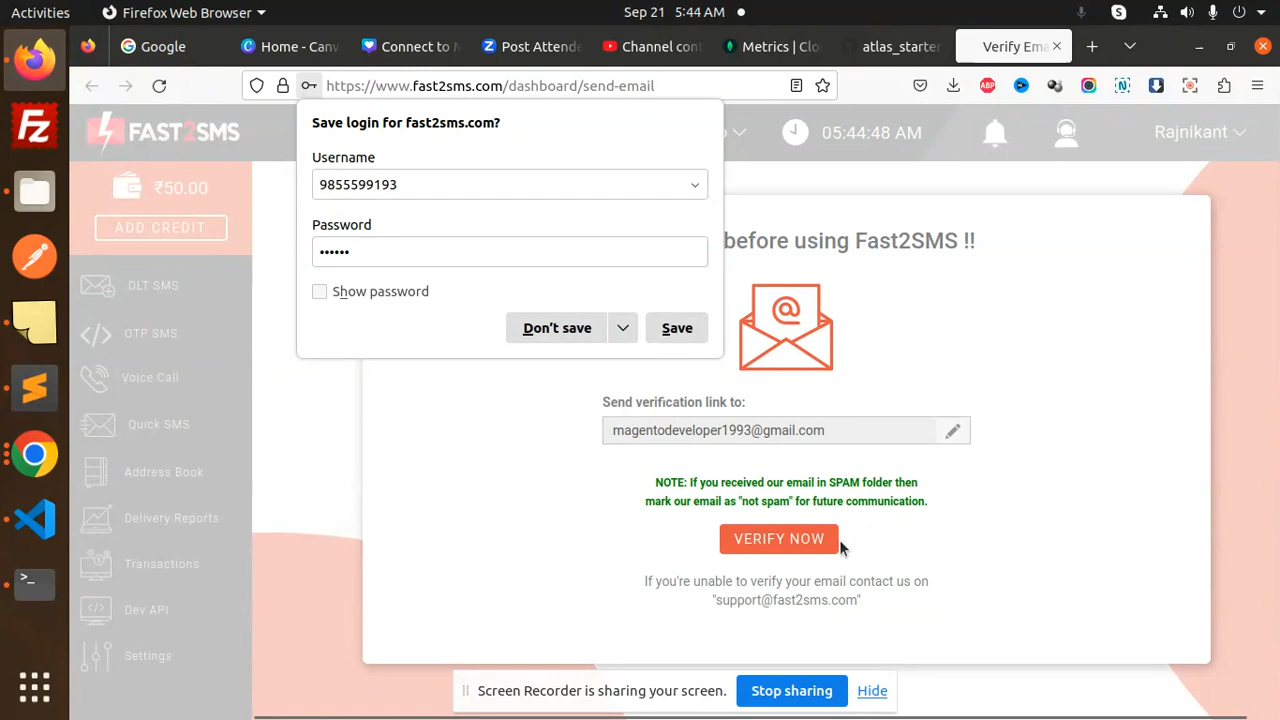 Activities
Firefox Web Browser
Sep 21 5:44 AM
Google
Home - Canv
Connect to
Post Attende
Channel con
Metrics | Clo
atlas_starter
Verify Ema
https://www.fast2sms.com/dashboard/send-email
FAST2SMS
05:44:48 AM
Rajnikant
₹50.00
ADD CREDIT
DLT SMS
OTP SMS
Voice Call
Quick SMS
Address Book
Delivery Reports
Transactions
Dev API
Settings
Save login for fast2sms.com?
Username
9855599193
Password
••••••
Show password
Don't save
Save
before using Fast2SMS !!
Send verification link to:
magentodeveloper1993@gmail.com
NOTE: If you received our email in SPAM folder then
mark our email as "not spam" for future communication.
VERIFY NOW
If you're unable to verify your email contact us on
"support@fast2sms.com"
Screen Recorder is sharing your screen.
Stop sharing
Hide